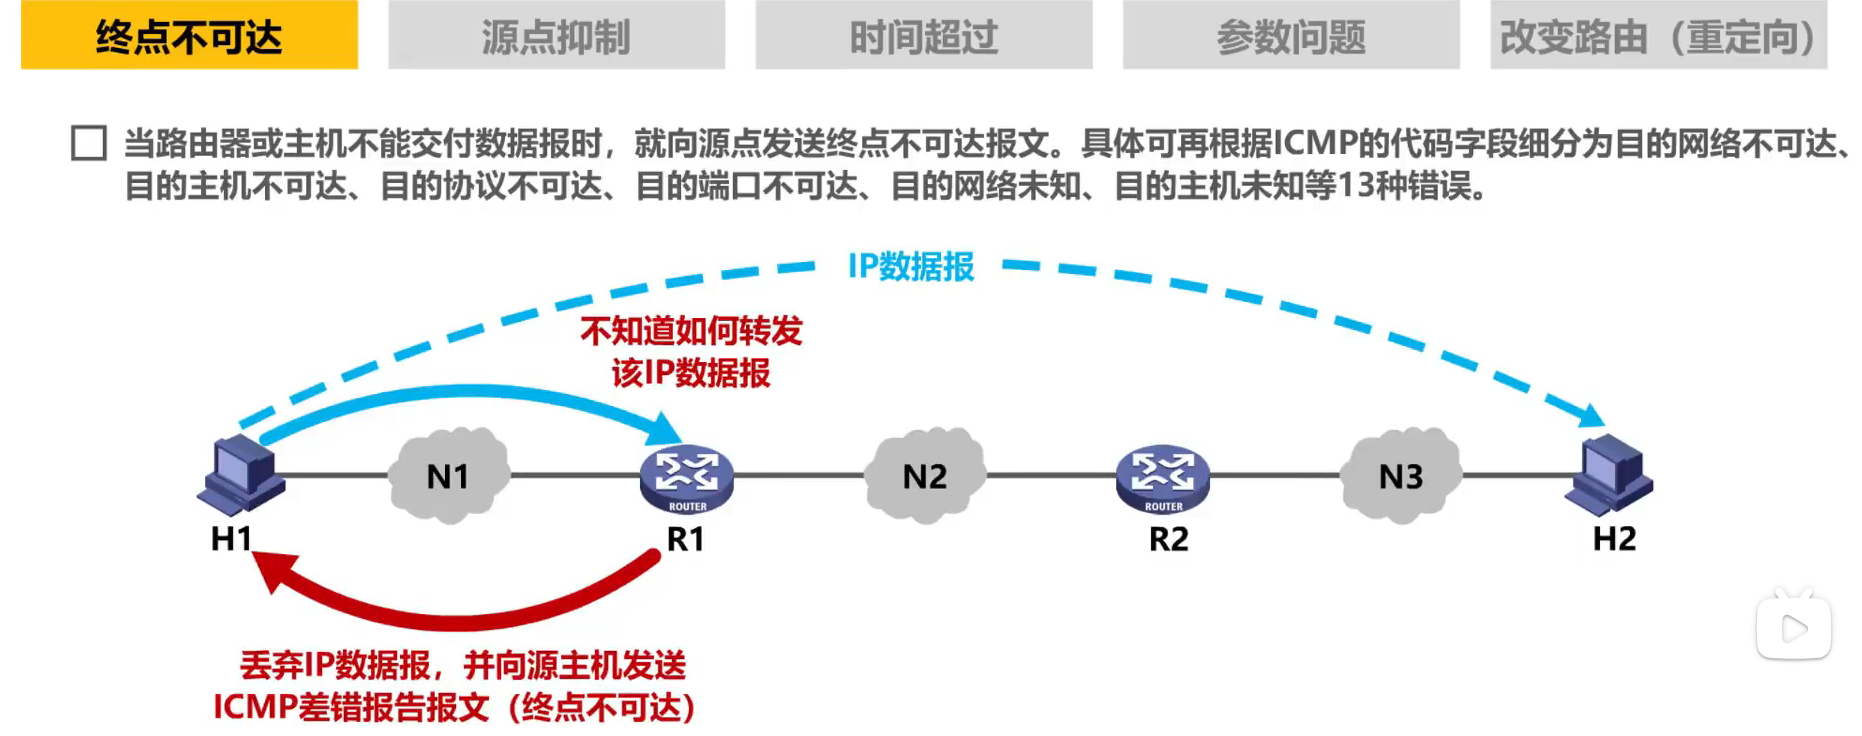 终点不可达
源点抑制
时间超过
参数问题
改变路由（重定向）
当路由器或主机不能交付数据报时，就向源点发送终点不可达报文。具体可再根据ICMP的代码字段细分为目的网络不可达、
目的主机不可达、目的协议不可达、目的端口不可达、目的网络未知、目的主机未知等13种错误。
IP数据报
不知道如何转发
该IP数据报
N1
N2
N3
ROUTER
ROUTER
H1
R1
R2
H2
丢弃IP数据报，并向源主机发送
ICMP差错报告报文（终点不可达）